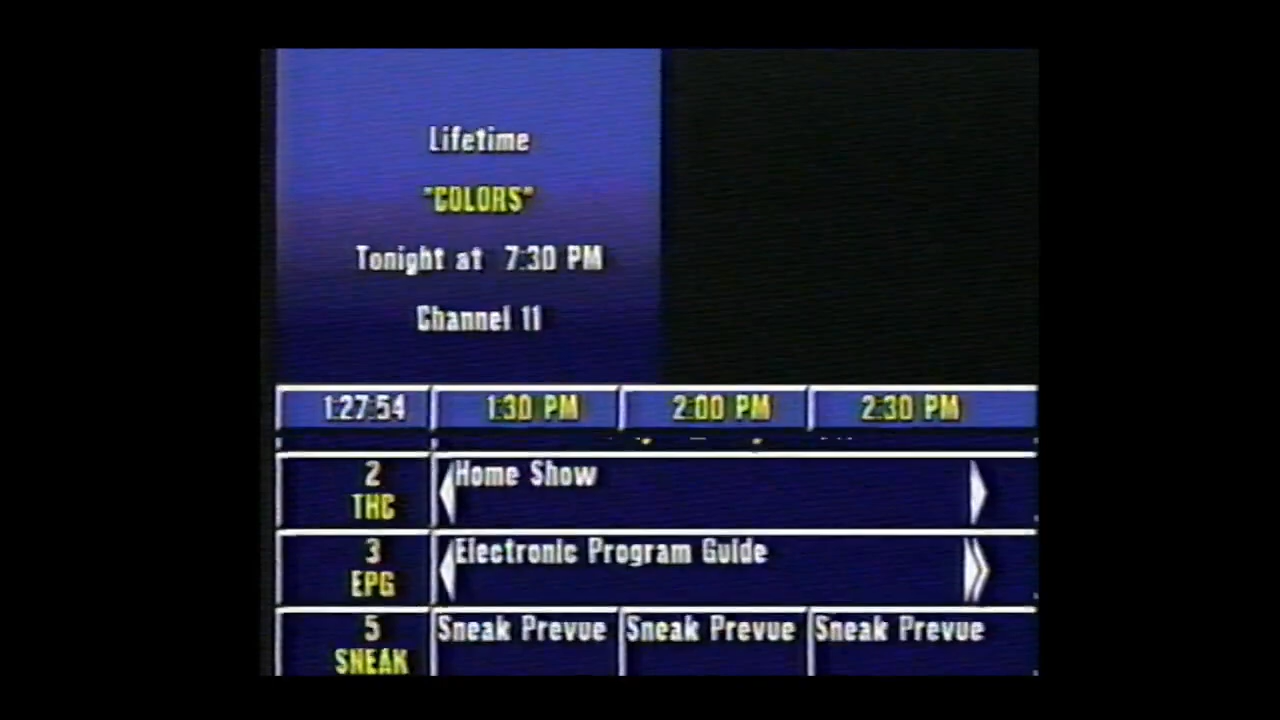 Lifetime
"COLORS"
Tonight at 7:30 PM
Channel 11
1:27:54 1:30 PM 2:00 PM 2:30 PM
2 Home Show
THC
3 Electronic Program Guide
EPG
5 Sneak Prevue Sneak Prevue Sneak Prevue
SNEAK